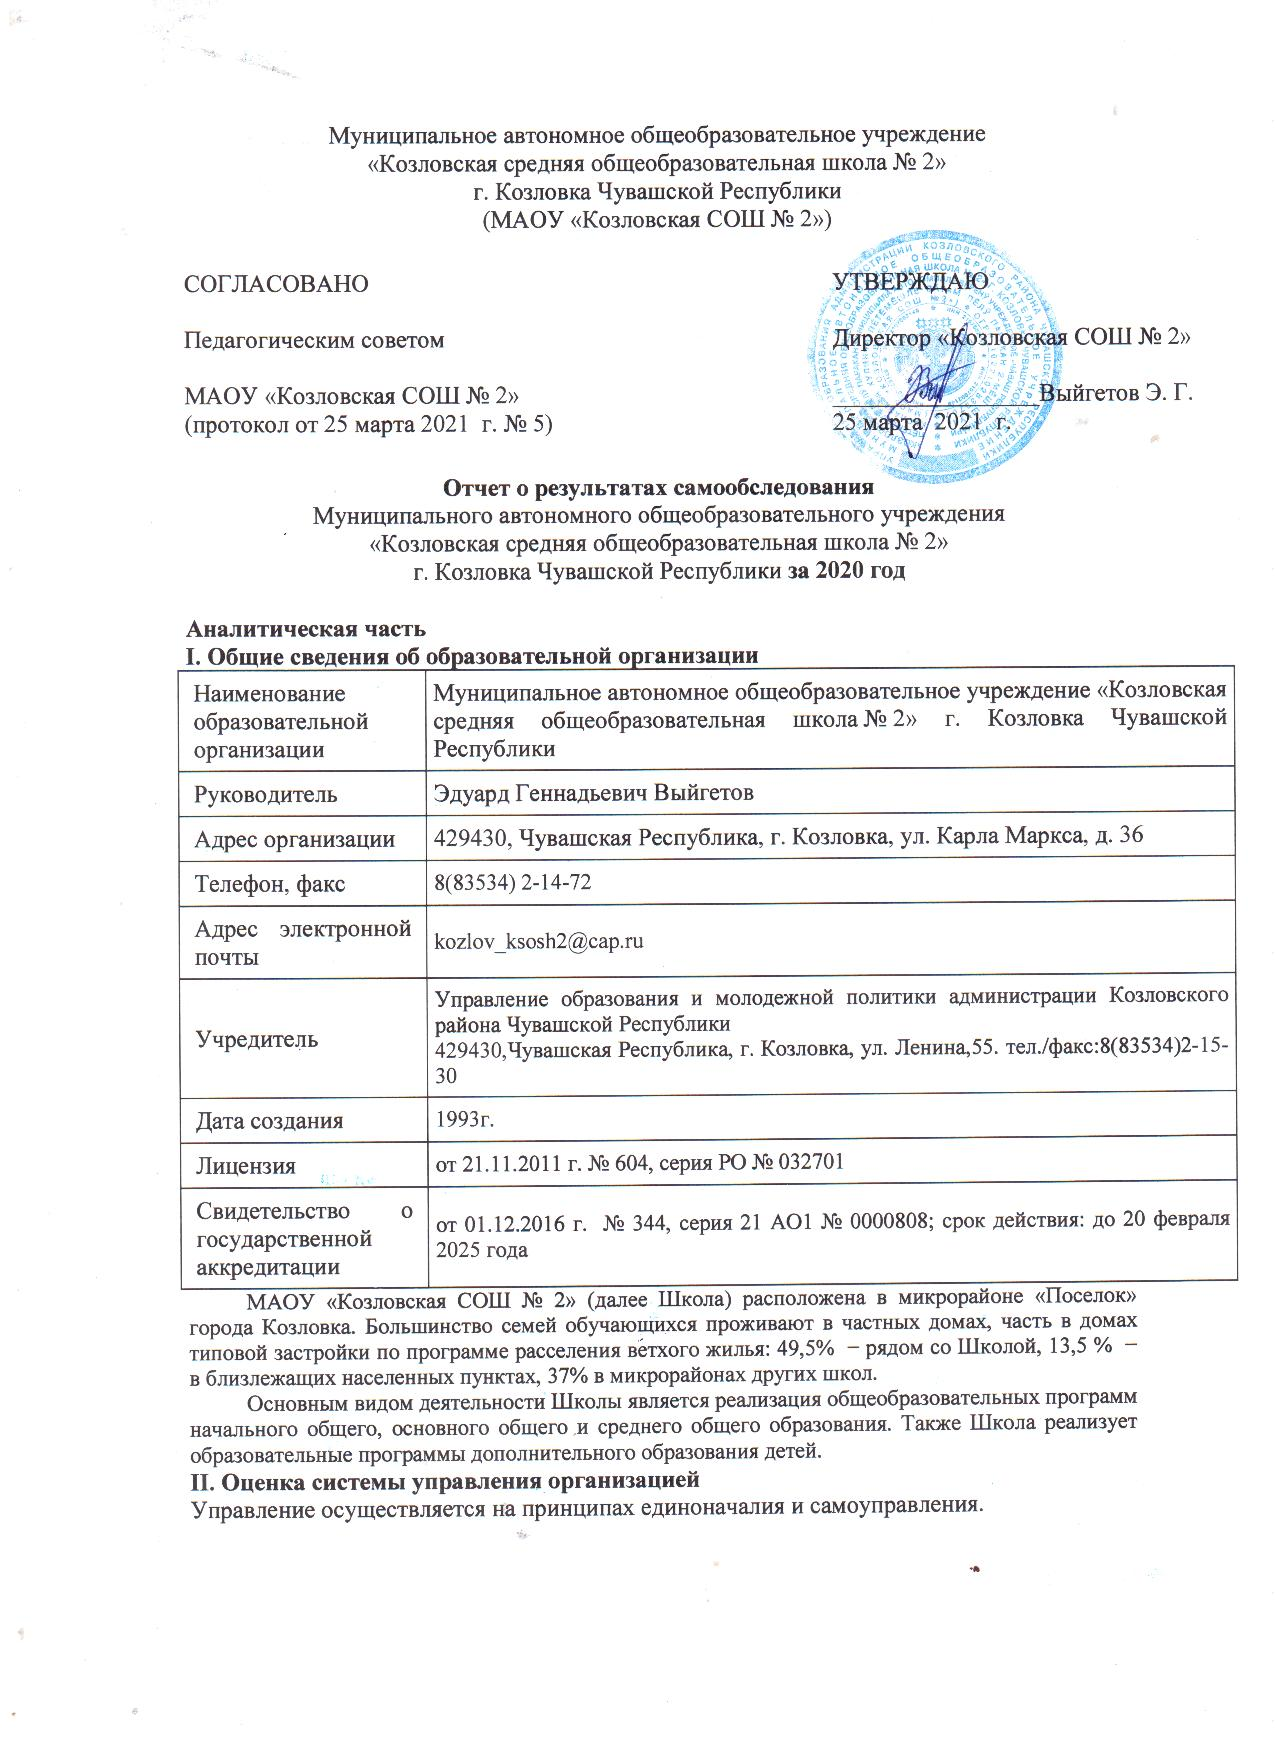 Муниципальное автономное общеобразовательное учреждение
«Козловская средняя общеобразовательная школа № 2»
г. Козловка Чувашской Республики
(МАОУ «Козловская СОШ № 2»)
СОГЛАСОВАНО
Педагогическим советом
МАОУ «Козловская СОШ № 2»
(протокол от 25 марта 2021 г. № 5)
УТВЕРЖДАЮ
Директор «Козловская СОШ № 2»
Выйгетов Э. Г.
25 марта 2021 г.
Отчет о результатах самообследования
Муниципального автономного общеобразовательного учреждения
«Козловская средняя общеобразовательная школа № 2»
г. Козловка Чувашской Республики за 2020 год
Аналитическая часть
I. Общие сведения об образовательной организации
Наименование
образовательной
организации
Муниципальное автономное общеобразовательное учреждение «Козловская
средняя общеобразовательная школа № 2» г. Козловка Чувашской
Республики
Руководитель
Эдуард Геннадьевич Выйгетов
Адрес организации
429430, Чувашская Республика, г. Козловка, ул. Карла Маркса, д. 36
Телефон, факс
8(83534) 2-14-72
Адрес электронной
почты
kozlov_ksosh2@cap.ru
Учредитель
Управление образования и молодежной политики администрации Козловского
района Чувашской Республики
429430,Чувашская Республика, г. Козловка, ул. Ленина,55. тел./факс:8(83534)2-15-
30
Дата создания
1993г.
Лицензия
от 21.11.2011 г. № 604, серия РО № 032701
Свидетельство о
государственной
аккредитации
от 01.12.2016 г. № 344, серия 21 АО1 № 0000808; срок действия: до 20 февраля
2025 года
МАОУ «Козловская СОШ № 2» (далее Школа) расположена в микрорайоне «Поселок»
города Козловка. Большинство семей обучающихся проживают в частных домах, часть в домах
типовой застройки по программе расселения ветхого жилья: 49,5% − рядом со Школой, 13,5 % −
в близлежащих населенных пунктах, 37% в микрорайонах других школ.
Основным видом деятельности Школы является реализация общеобразовательных программ
начального общего, основного общего и среднего общего образования. Также Школа реализует
образовательные программы дополнительного образования детей.
II. Оценка системы управления организацией
Управление осуществляется на принципах единоначалия и самоуправления.